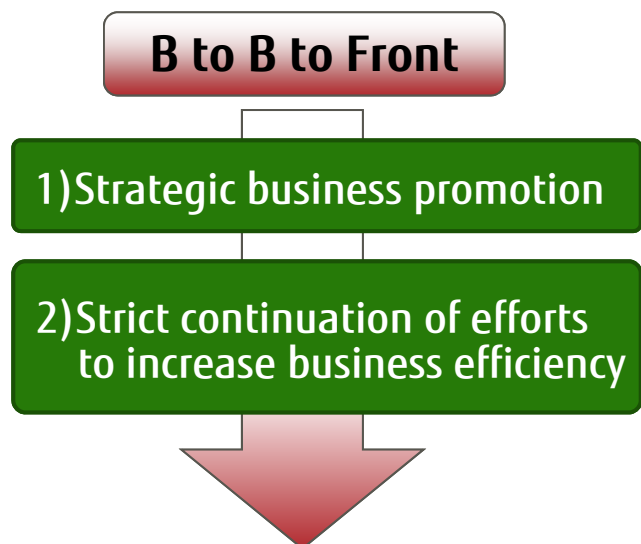 B to B to Front
1)Strategic business promotion
2)Strict continuation of efforts
to increase business efficiency